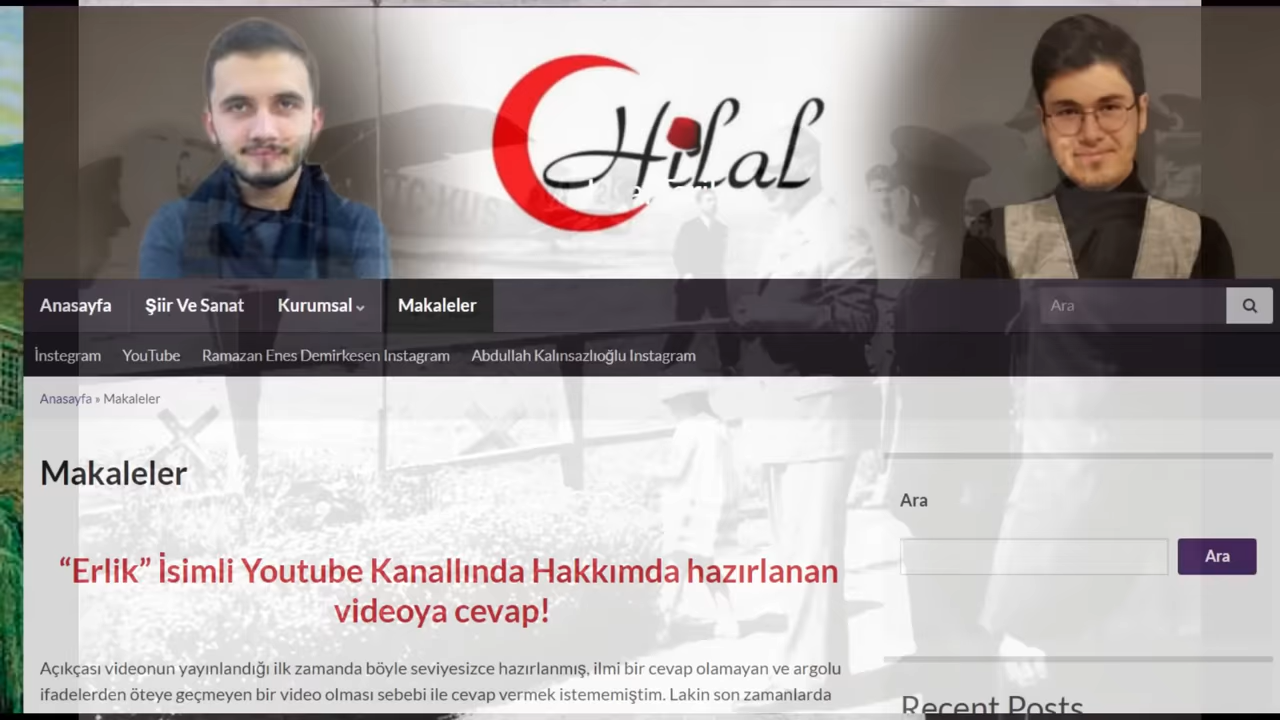 Hilal
Anasayfa
Şiir Ve Sanat
Kurumsal
Makaleler
Ara
İnstegram
YouTube
Ramazan Enes Demirkesen Instagram
Abdullah Kalınsazlıoğlu Instagram
Anasayfa » Makaleler
Makaleler
Ara
Ara
“Erlik” İsimli Youtube Kanallında Hakkımda hazırlanan
videoya cevap!
Açıkçası videonun yayınlandığı ilk zamanda böyle seviyesizce hazırlanmış, ilmi bir cevap olamayan ve argolu
ifadelerden öteye geçmeyen bir video olması sebebi ile cevap vermek istememiştim. Lakin son zamanlarda
Recent Posts